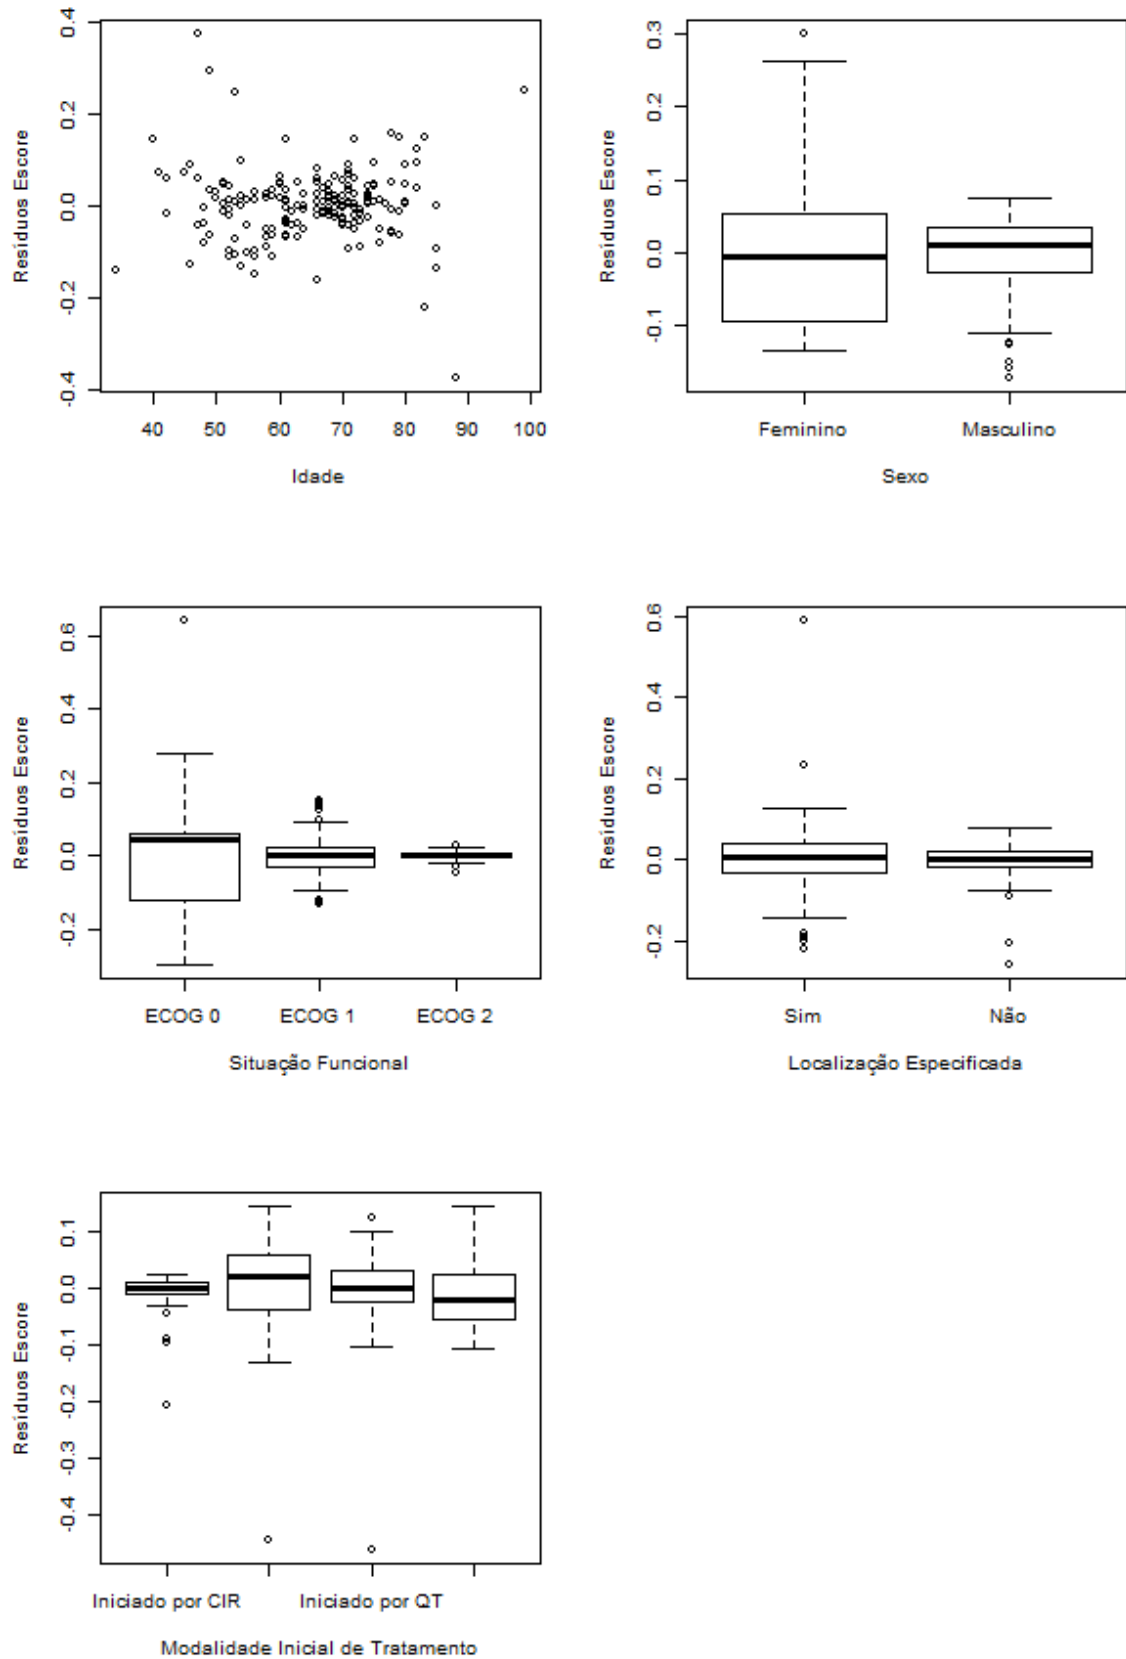 Resíduos Escore
0.4
0.2
0.0
-0.2
-0.4
40 50 60 70 80 90 100
Idade
Resíduos Escore
0.3
0.2
0.1
0.0
-0.1
Feminino Masculino
Sexo
Resíduos Escore
0.6
0.4
0.2
0.0
-0.2
ECOG 0 ECOG 1 ECOG 2
Situação Funcional
Resíduos Escore
0.6
0.4
0.2
0.0
-0.2
Sim Não
Localização Especificada
Resíduos Escore
0.1
0.0
-0.1
-0.2
-0.3
-0.4
Iniciado por CIR Iniciado por QT
Modalidade Inicial de Tratamento